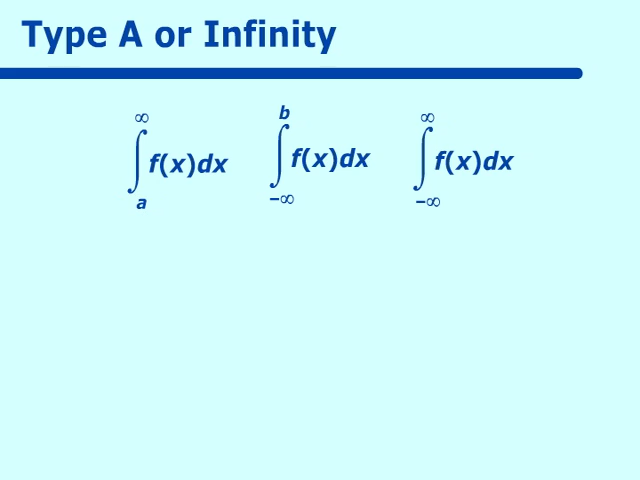 Type A or Infinity
∞ ∫ a f(x)dx b ∫ −∞ f(x)dx ∞ ∫ −∞ f(x)dx